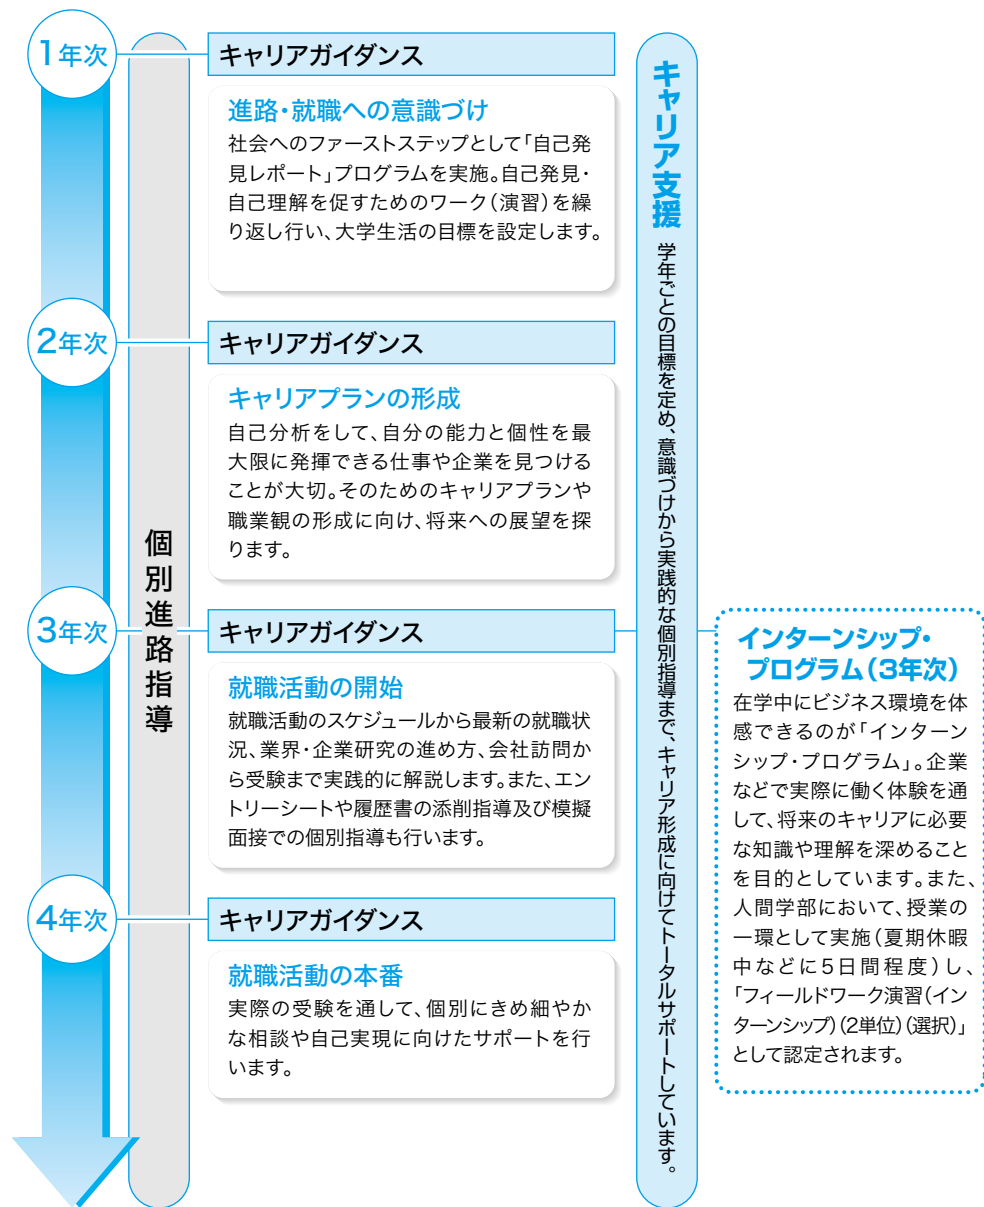 1年次
キャリアガイダンス
進路・就職への意識づけ
社会へのファーストステップとして「自己発
見レポート」プログラムを実施。自己発見・
自己理解を促すためのワーク（演習）を繰
り返し行い、大学生活の目標を設定します。
2年次
キャリアガイダンス
キャリアプランの形成
自己分析をして、自分の能力と個性を最
大限に発揮できる仕事や企業を見つける
ことが大切。そのためのキャリアプランや
職業観の形成に向け、将来への展望を探
ります。
3年次
キャリアガイダンス
就職活動の開始
就職活動のスケジュールから最新の就職状
況、業界・企業研究の進め方、会社訪問か
ら受験まで実践的に解説します。また、エン
トリーシートや履歴書の添削指導及び模擬
面接での個別指導も行います。
4年次
キャリアガイダンス
就職活動の本番
実際の受験を通して、個別にきめ細やか
な相談や自己実現に向けたサポートを行
います。
個別進路指導
キャリア支援 学年ごとの目標を定め、意識づけから実践的な個別指導まで、キャリア形成に向けてトータルサポートしています。
インターンシップ・
プログラム（3年次）
在学中にビジネス環境を体
感できるのが「インターン
シップ・プログラム」。企業
などで実際に働く体験を通
して、将来のキャリアに必要
な知識や理解を深めること
を目的としています。また、
人間学部において、授業の
一環として実施（夏期休暇
中などに5日間程度）し、
「フィールドワーク演習（イン
ターンシップ）（2単位）（選択）」
として認定されます。